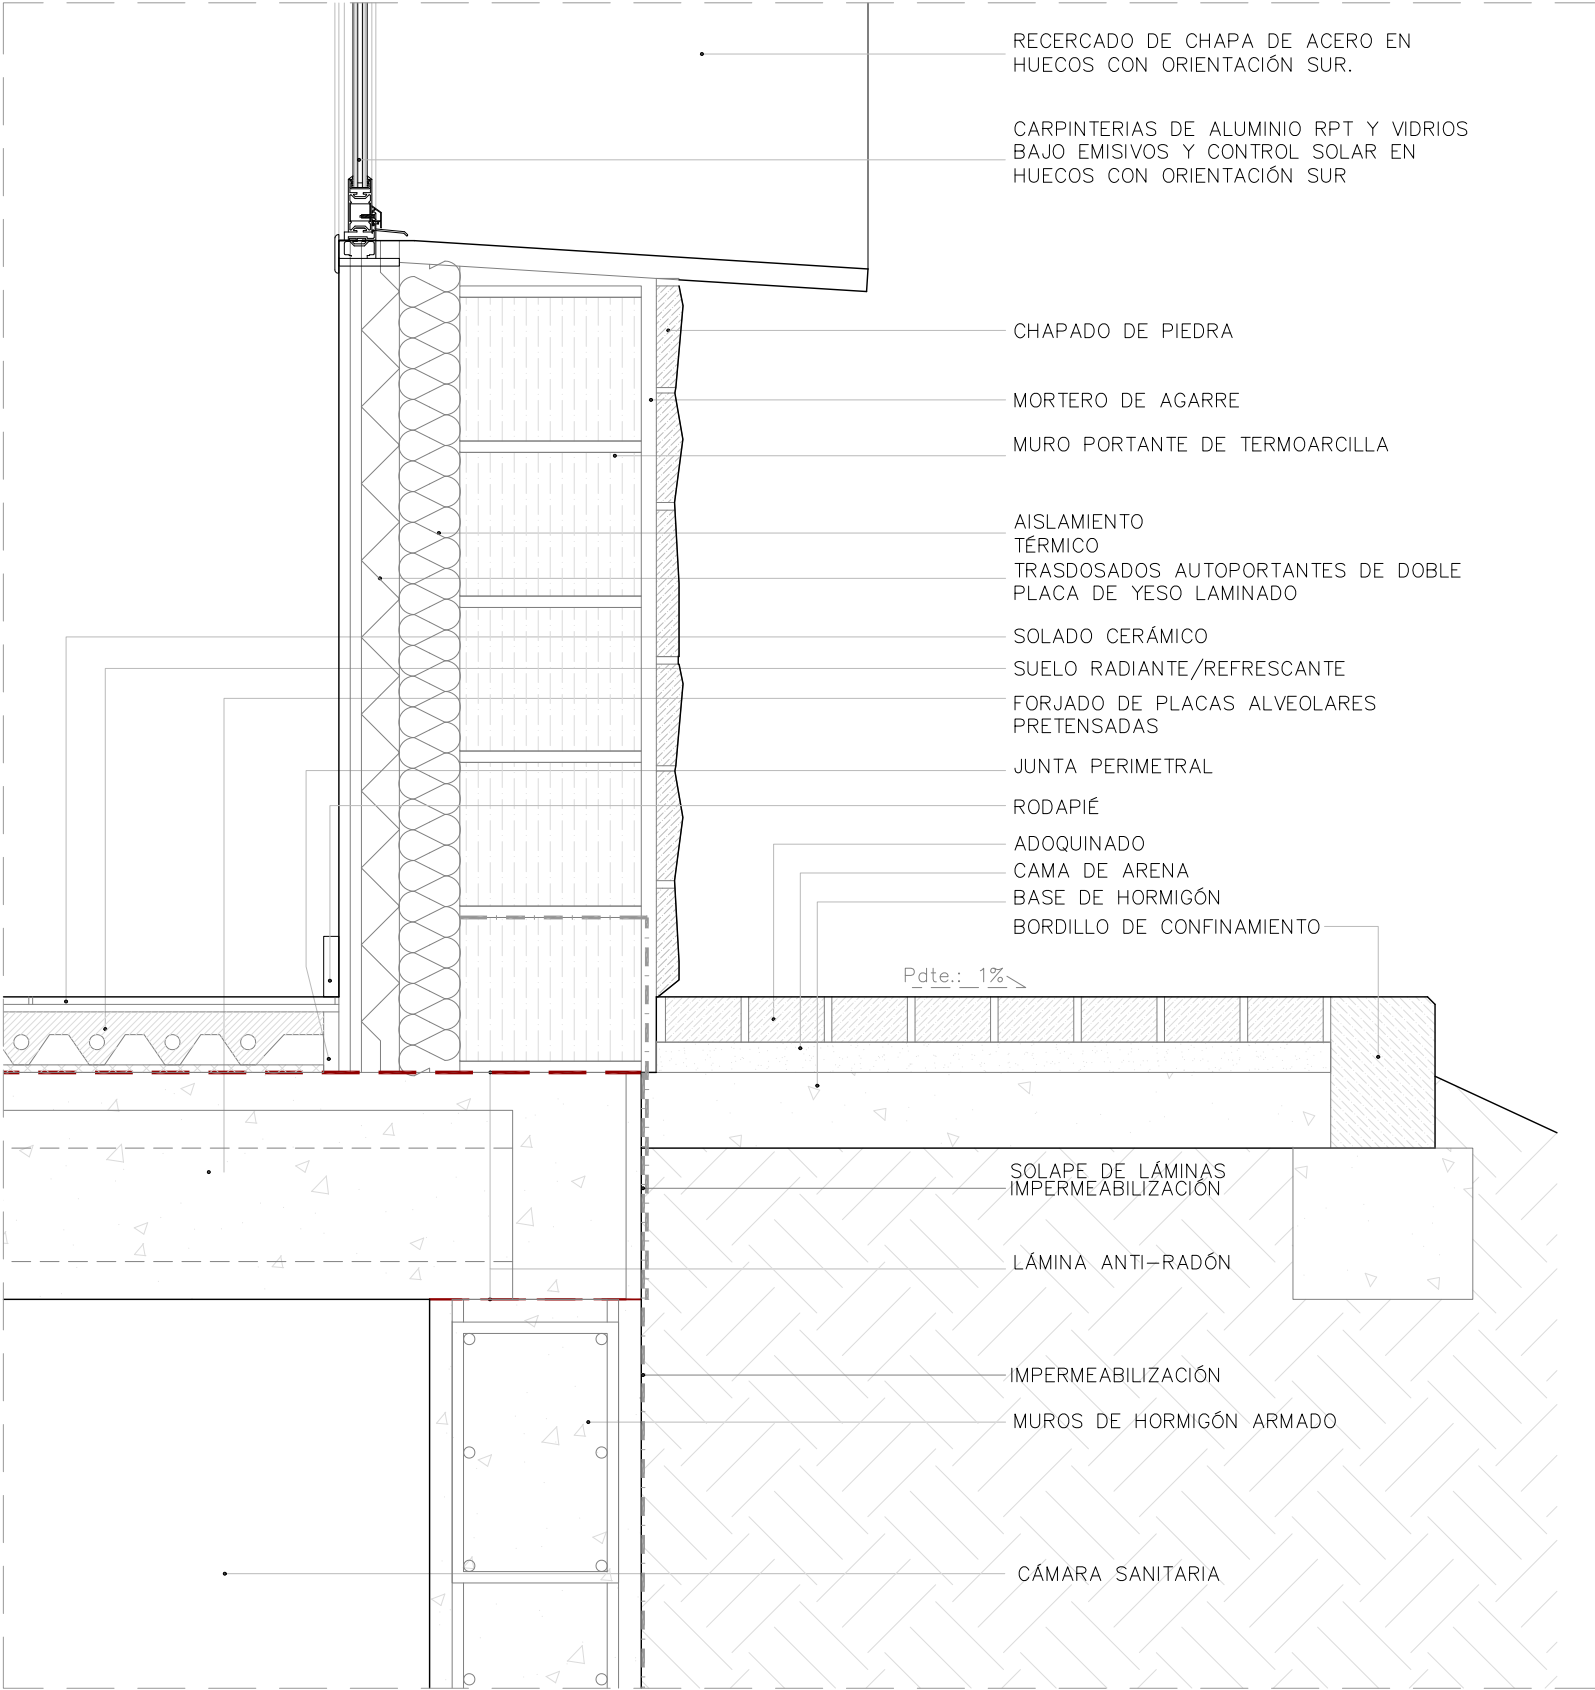 RECERCADO DE CHAPA DE ACERO EN
HUECOS CON ORIENTACIÓN SUR.
CARPINTERIAS DE ALUMINIO RPT Y VIDRIOS
BAJO EMISIVOS Y CONTROL SOLAR EN
HUECOS CON ORIENTACIÓN SUR
CHAPADO DE PIEDRA
MORTERO DE AGARRE
MURO PORTANTE DE TERMOARCILLA
AISLAMIENTO
TÉRMICO
TRASDOSADOS AUTOPORTANTES DE DOBLE
PLACA DE YESO LAMINADO
SOLADO CERÁMICO
SUELO RADIANTE/REFRESCANTE
FORJADO DE PLACAS ALVEOLARES
PRETENSADAS
JUNTA PERIMETRAL
RODAPIÉ
ADOQUINADO
CAMA DE ARENA
BASE DE HORMIGÓN
BORDILLO DE CONFINAMIENTO
Pdte.: 1%
SOLAPE DE LÁMINAS
IMPERMEABILIZACIÓN
LÁMINA ANTI-RADÓN
IMPERMEABILIZACIÓN
MUROS DE HORMIGÓN ARMADO
CÁMARA SANITARIA